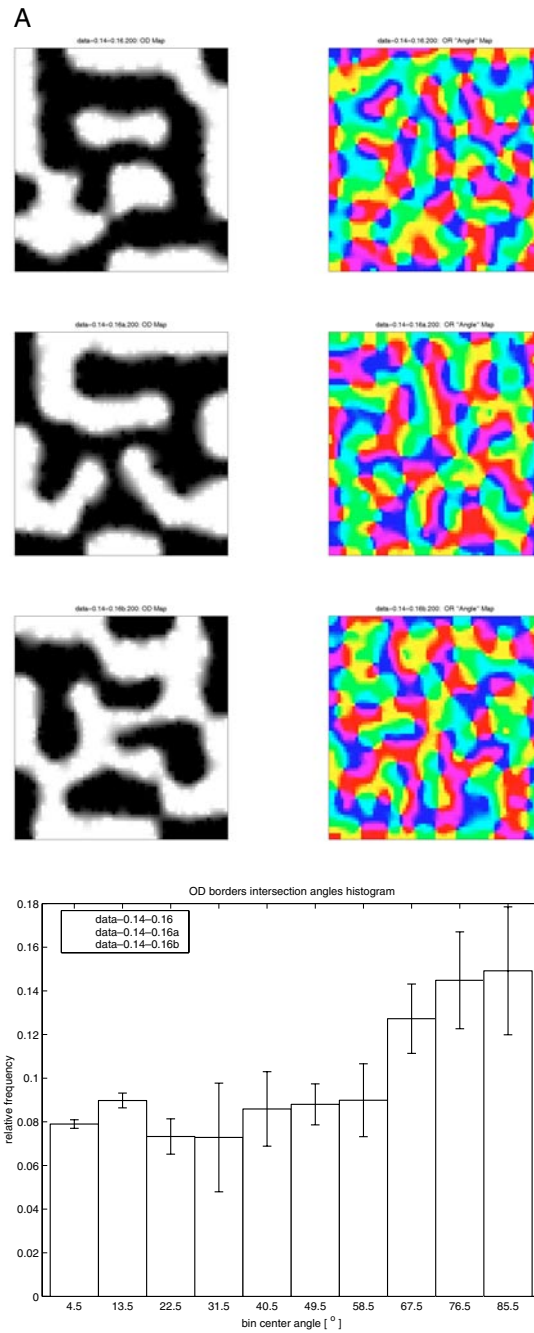 A
data-0.14-0.16.200: OD Map
data-0.14-0.16.200: OR "Angle" Map
data-0.14-0.16a.200: OD Map
data-0.14-0.16a.200: OR "Angle" Map
data-0.14-0.16b.200: OD Map
data-0.14-0.16b.200: OR "Angle" Map
OD borders intersection angles histogram
data-0.14-0.16
data-0.14-0.16a
data-0.14-0.16b
relative frequency
0.18
0.16
0.14
0.12
0.1
0.08
0.06
0.04
0.02
0
4.5 13.5 22.5 31.5 40.5 49.5 58.5 67.5 76.5 85.5
bin center angle [ ° ]